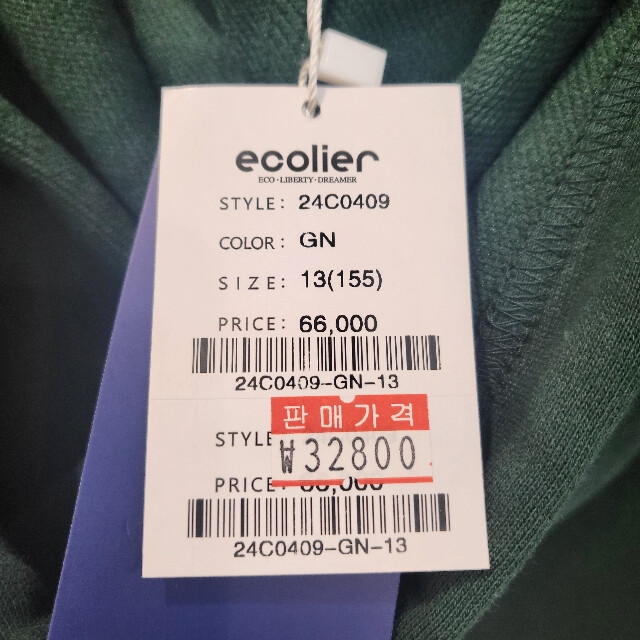 ecolier
ECO · LIBERTY · DREAMER
STYLE: 24C0409
COLOR: GN
SIZE: 13(155)
PRICE: 66,000
24C0409-GN-13
판매가격
STYLE
₩32800
PRICE:
24C0409-GN-13